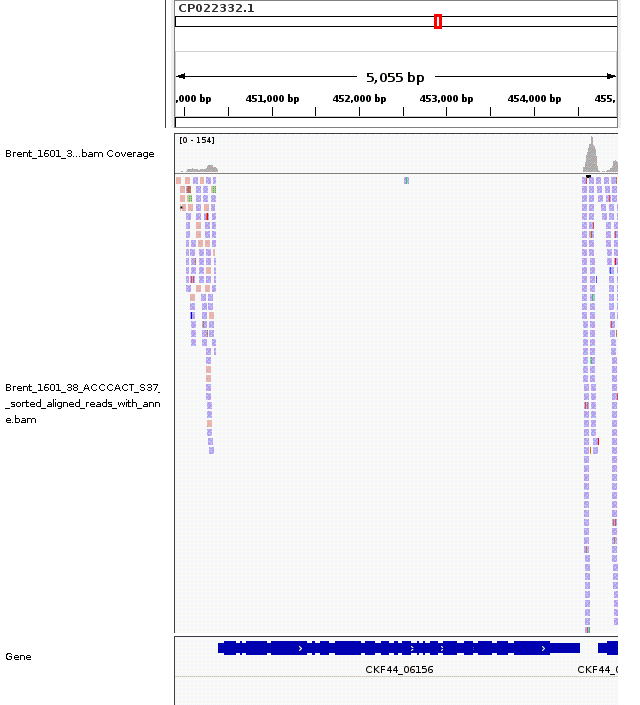 CP022332.1
5,055 bp
,000 bp 451,000 bp 452,000 bp 453,000 bp 454,000 bp 455,
[0 - 154]
Brent_1601_3...bam Coverage
Brent_1601_38_ACCCACT_S37_
_sorted_aligned_reads_with_ann
e.bam
Gene
CKF44_06156 CKF44_0